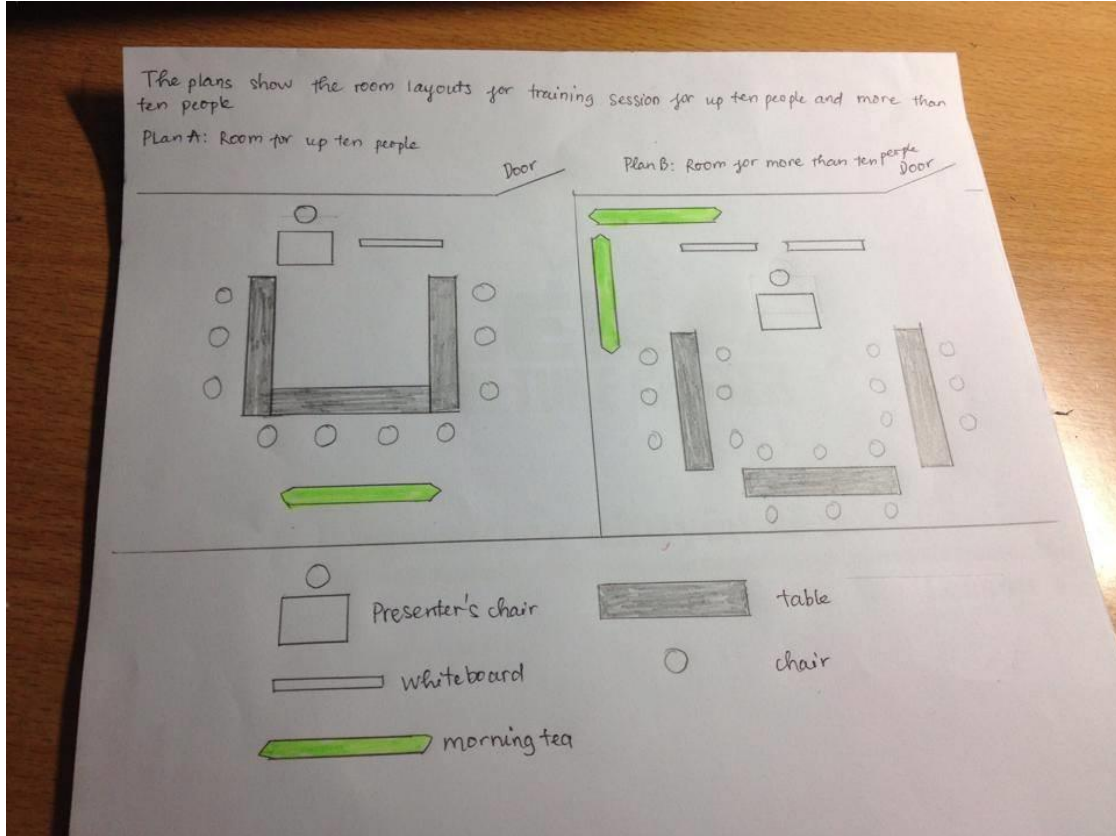 The plans show the room layouts for training session for up ten people and more than
ten people
PLan A: Room for up ten people
Door
Plan B: Room for more than ten people
Door
Presenter's chair
table
whiteboard
chair
morning tea